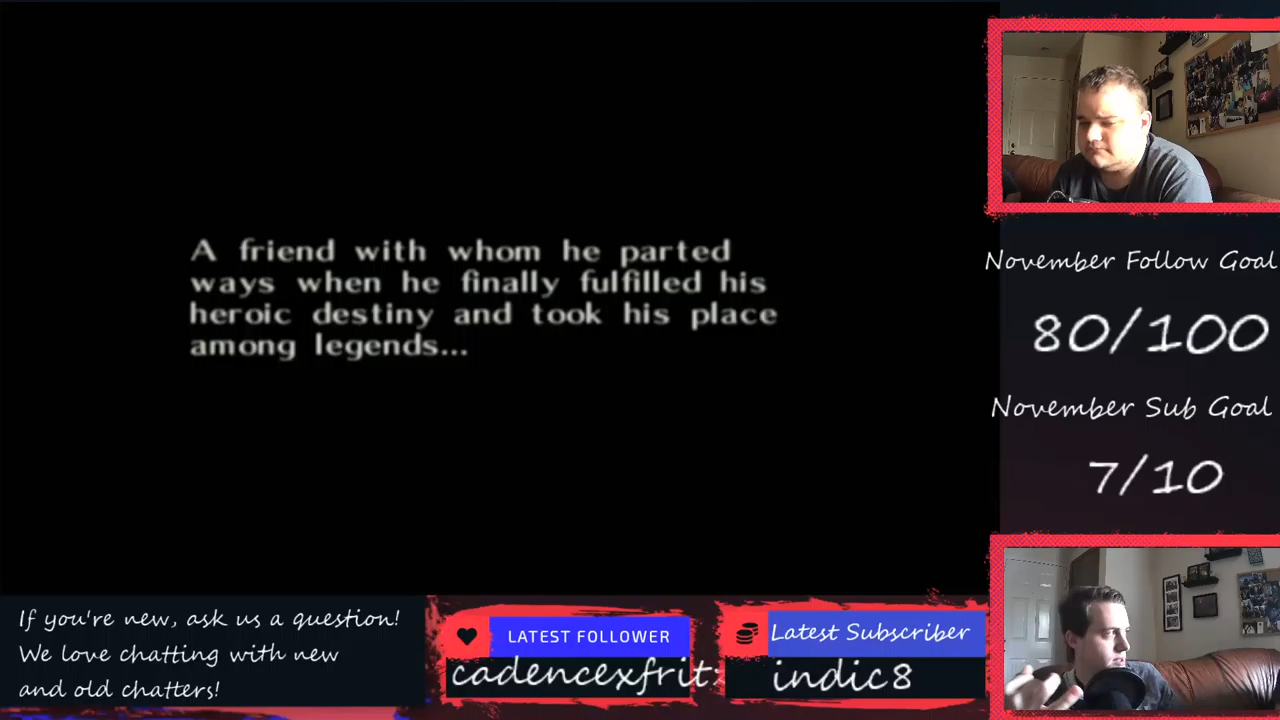 A friend with whom he parted
ways when he finally fulfilled his
heroic destiny and took his place
among legends...
November Follow Goal
80/100
November Sub Goal
7/10
If you're new, ask us a question!
We love chatting with new
and old chatters!
LATEST FOLLOWER
cadencexfritz
Latest Subscriber
indic8